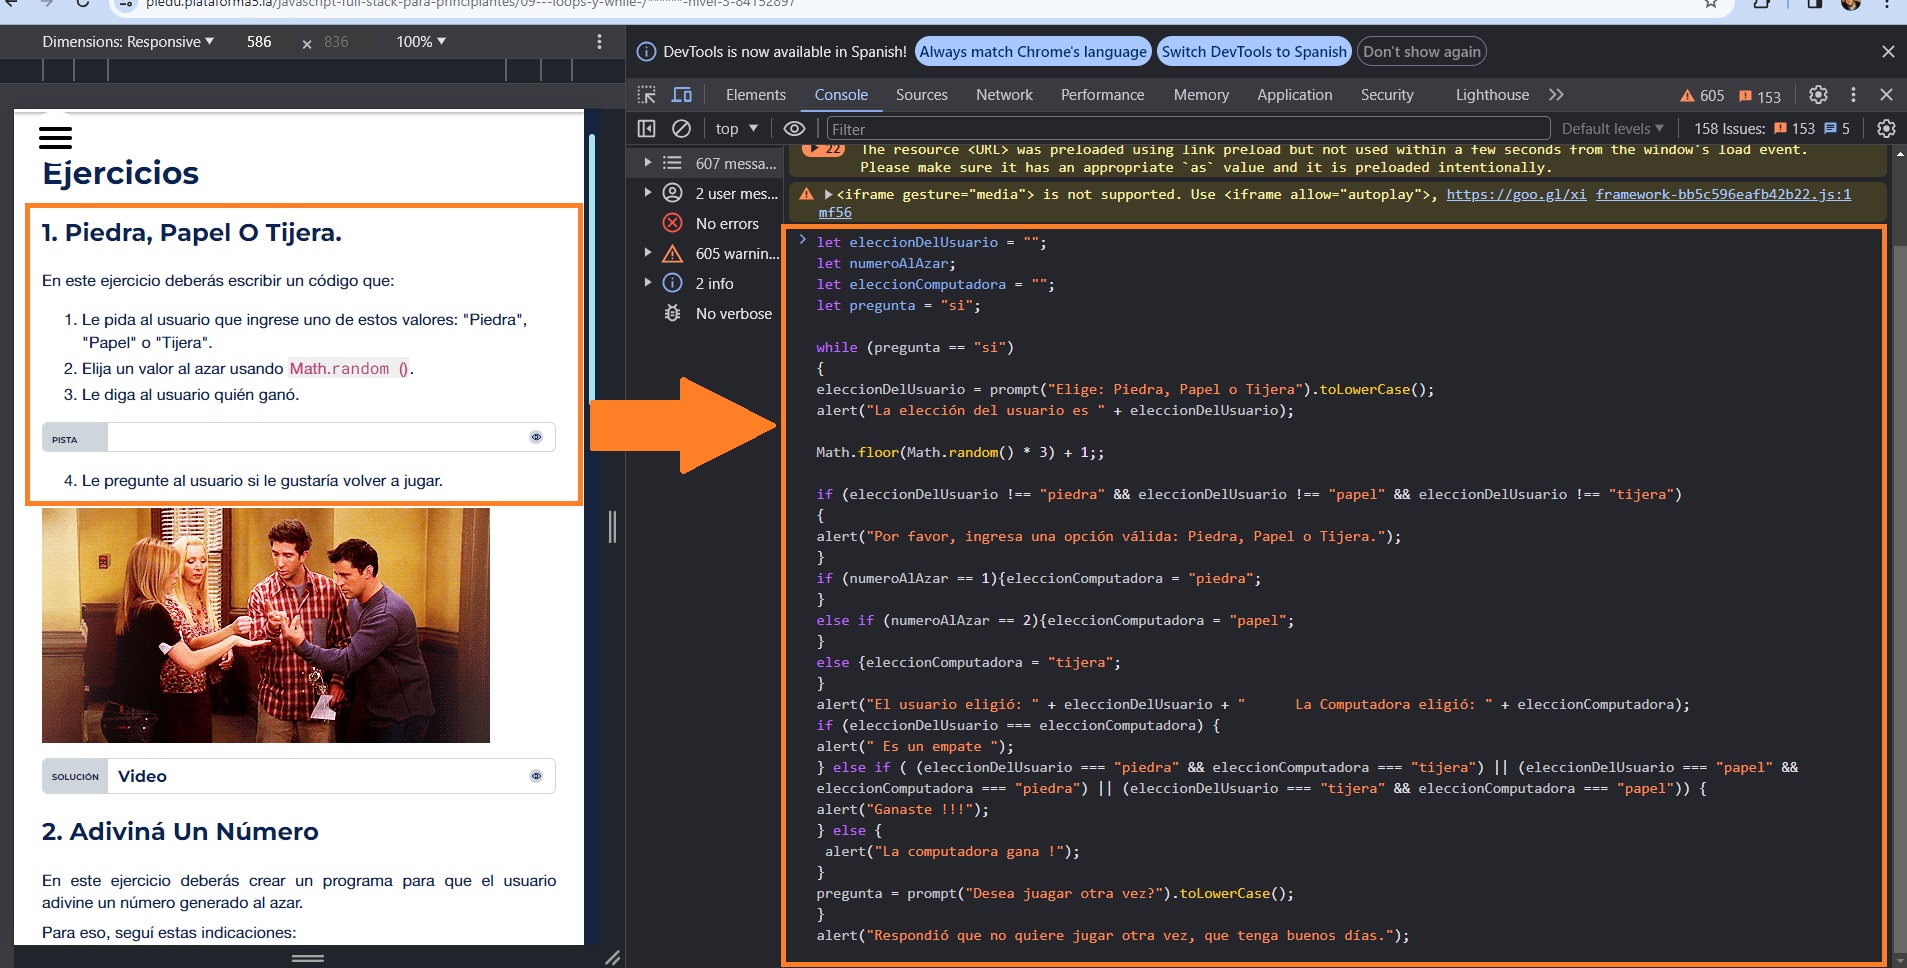 piedu.plataforma5.la/javascript-full-stack-para-principiantes/09---loops-y-while-/
-nivel-3-84152897
Dimensions: Responsive ▼ 586 × 836 100% ▼
DevTools is now available in Spanish! Always match Chrome's language Switch DevTools to Spanish Don't show again
Elements Console Sources Network Performance Memory Application Security Lighthouse 605 153
top ▼ Filter Default levels ▼ 158 Issues: 153 5
607 messa...
2 user mes...
No errors
605 warnin...
2 info
No verbose
22 The resource <URL> was preloaded using link preload but not used within a few seconds from the window's load event.
Please make sure it has an appropriate `as` value and it is preloaded intentionally.
<iframe gesture="media"> is not supported. Use <iframe allow="autoplay">, https://goo.gl/xi framework-bb5c596eafb42b22.js:1
mf56
Ejercicios
1. Piedra, Papel O Tijera.
En este ejercicio deberás escribir un código que:
1. Le pida al usuario que ingrese uno de estos valores: "Piedra",
"Papel" o "Tijera".
2. Elija un valor al azar usando Math.random ().
3. Le diga al usuario quién ganó.
PISTA
4. Le pregunte al usuario si le gustaría volver a jugar.
SOLUCIÓN Video
2. Adiviná Un Número
En este ejercicio deberás crear un programa para que el usuario
adivine un número generado al azar.
Para eso, seguí estas indicaciones:
let eleccionDelUsuario = "";
let numeroAlAzar;
let eleccionComputadora = "";
let pregunta = "si";
while (pregunta == "si")
{
eleccionDelUsuario = prompt("Elige: Piedra, Papel o Tijera").toLowerCase();
alert("La elección del usuario es " + eleccionDelUsuario);
Math.floor(Math.random() * 3) + 1;;
if (eleccionDelUsuario !== "piedra" && eleccionDelUsuario !== "papel" && eleccionDelUsuario !== "tijera")
{
alert("Por favor, ingresa una opción válida: Piedra, Papel o Tijera.");
}
if (numeroAlAzar == 1){eleccionComputadora = "piedra";
}
else if (numeroAlAzar == 2){eleccionComputadora = "papel";
}
else {eleccionComputadora = "tijera";
}
alert("El usuario eligió: " + eleccionDelUsuario + "      La Computadora eligió: " + eleccionComputadora);
if (eleccionDelUsuario === eleccionComputadora) {
alert(" Es un empate ");
} else if ( (eleccionDelUsuario === "piedra" && eleccionComputadora === "tijera") || (eleccionDelUsuario === "papel" &&
eleccionComputadora === "piedra") || (eleccionDelUsuario === "tijera" && eleccionComputadora === "papel")) {
alert("Ganaste !!!");
} else {
alert("La computadora gana !");
}
pregunta = prompt("Desea juagar otra vez?").toLowerCase();
}
alert("Respondió que no quiere jugar otra vez, que tenga buenos días.");